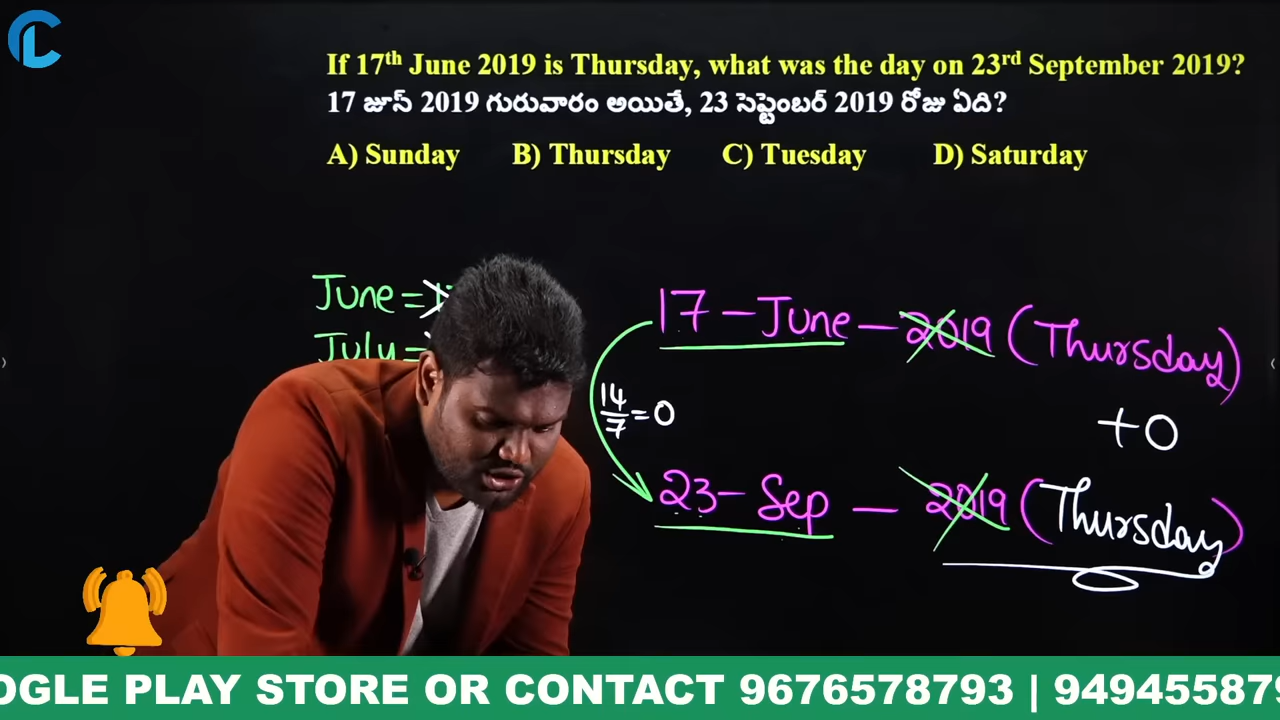 If 17th June 2019 is Thursday, what was the day on 23rd September 2019?
17 జూన్ 2019 గురువారం అయితే, 23 సెప్టెంబర్ 2019 రోజు ఏది?
A) Sunday B) Thursday C) Tuesday D) Saturday
June =
July =
17 – June – 2019 (Thursday)
14/7 = 0
+0
23 – Sep – 2019 (Thursday)
OGLE PLAY STORE OR CONTACT 9676578793 | 949455879